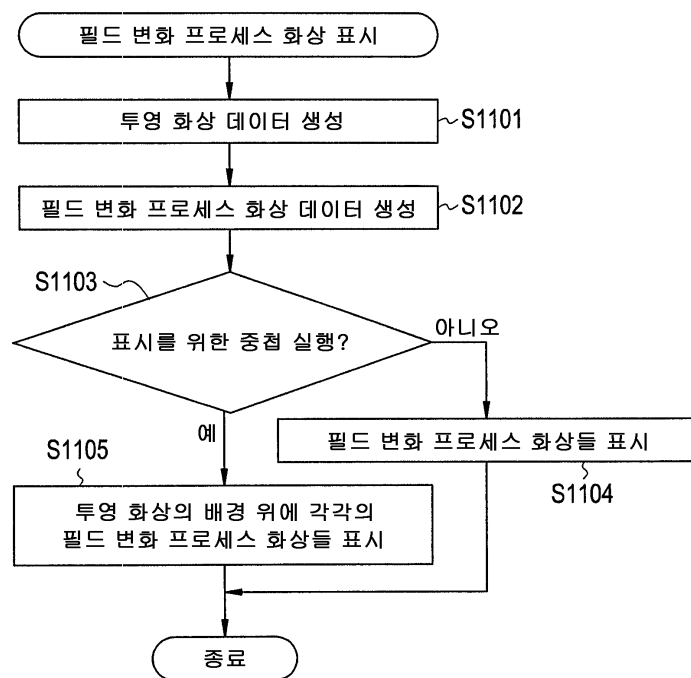 필드 변화 프로세스 화상 표시
투영 화상 데이터 생성
S1101
필드 변화 프로세스 화상 데이터 생성
S1102
S1103
표시를 위한 중첩 실행?
아니오
예
필드 변화 프로세스 화상들 표시
S1104
S1105
투영 화상의 배경 위에 각각의
필드 변화 프로세스 화상들 표시
종료